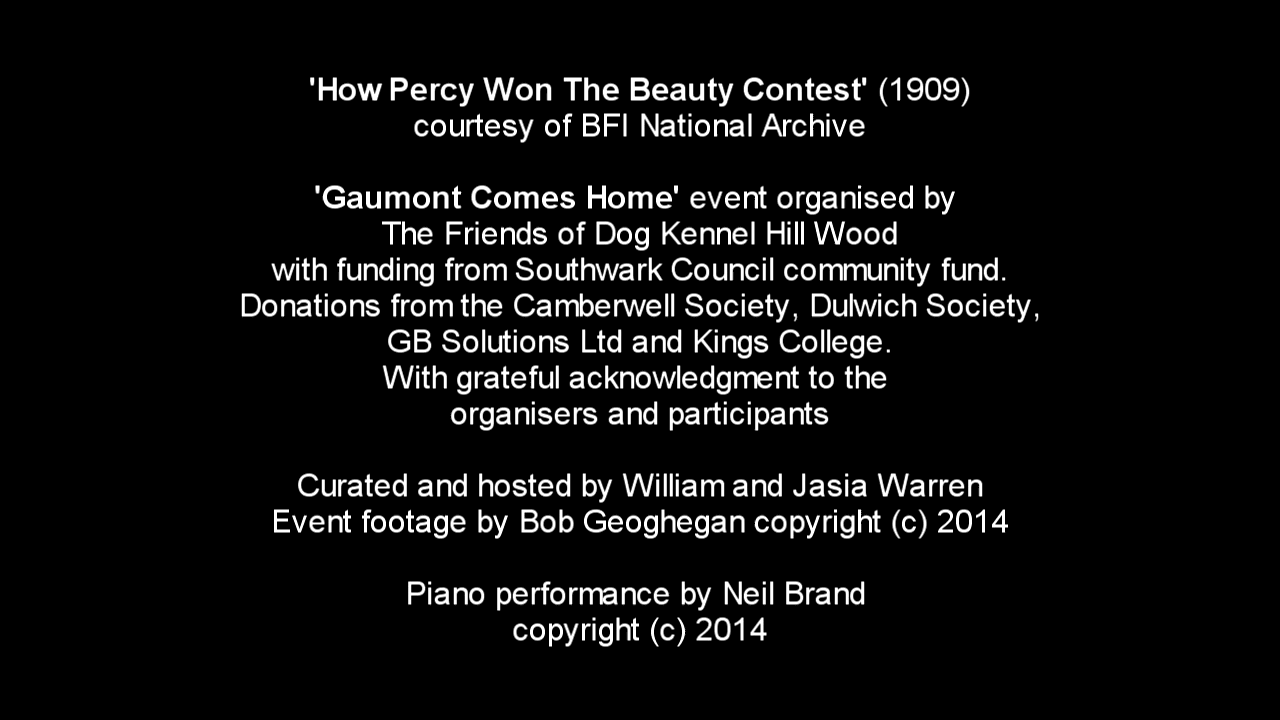 'How Percy Won The Beauty Contest' (1909)
courtesy of BFI National Archive
'Gaumont Comes Home' event organised by
The Friends of Dog Kennel Hill Wood
with funding from Southwark Council community fund.
Donations from the Camberwell Society, Dulwich Society,
GB Solutions Ltd and Kings College.
With grateful acknowledgment to the
organisers and participants
Curated and hosted by William and Jasia Warren
Event footage by Bob Geoghegan copyright (c) 2014
Piano performance by Neil Brand
copyright (c) 2014